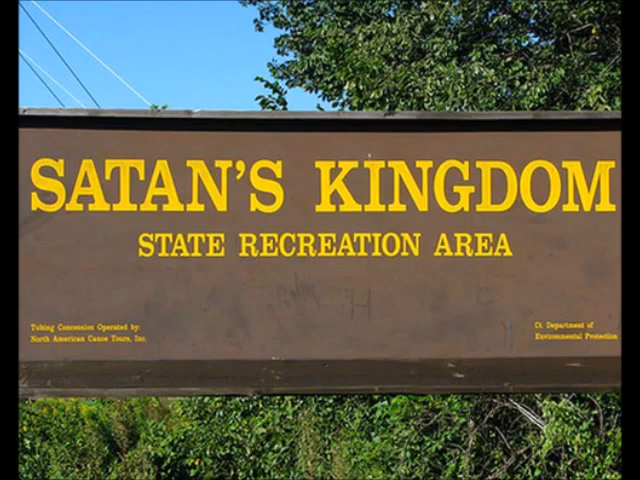 SATAN'S KINGDOM
STATE RECREATION AREA
Tubing Concession Operated by:
North American Canoe Tours, Inc.
Ct. Department of
Environmental Protection